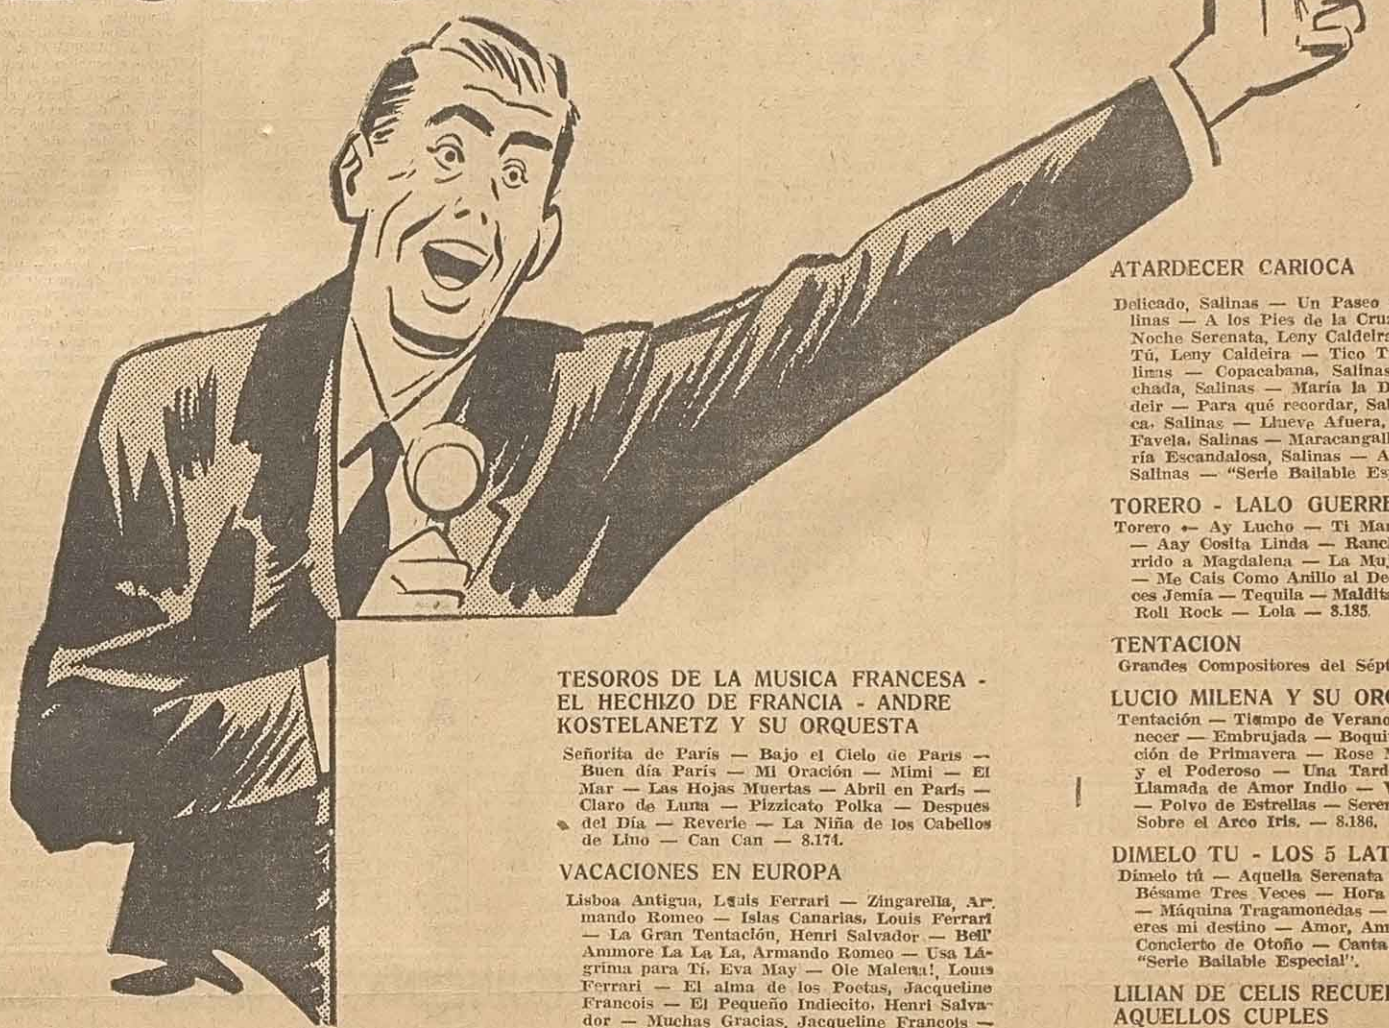 TESOROS DE LA MUSICA FRANCESA -
EL HECHIZO DE FRANCIA - ANDRE
KOSTELANETZ Y SU ORQUESTA
Señorita de París — Bajo el Cielo de Paris —
Buen día París — Mi Oración — Mimi — El
Mar — Las Hojas Muertas — Abril en París —
Claro de Luna — Pizzicato Polka — Despues
del Día — Reverie — La Niña de los Cabellos
de Lino — Can Can — 8.174.
VACACIONES EN EUROPA
Lisboa Antigua, Louis Ferrari — Zingarella, Ar-
mando Romeo — Islas Canarias, Louis Ferrari
— La Gran Tentación, Henri Salvador — Bell'
Ammore La La La, Armando Romeo — Usa Lá-
grima para Tí, Eva May — Ole Malena!, Louis
Ferrari — El alma de los Poetas, Jacqueline
Francois — El Pequeño Indiecito, Henri Salva-
dor — Muchas Gracias, Jacqueline François —
ATARDECER CARIOCA
Delicado, Salinas — Un Paseo
linas — A los Pies de la Cru
Noche Serenata, Leny Caldeira
Tú, Leny Caldeira — Tico T
linas — Copacabana, Salinas
chada, Salinas — María la D
deir — Para qué recordar, Sal
ca, Salinas — Llueve Afuera,
Favela, Salinas — Maracangall
ría Escandalosa, Salinas — A
Salinas — "Serie Bailable Es
TORERO - LALO GUERRE
Torero — Ay Lucho — Ti Mar
— Aay Cosita Linda — Ranc
rrido a Magdalena — La Muj
— Me Cais Como Anillo al De
ces Jemía — Tequila — Maldita
Roll Rock — Lola — 8.185.
TENTACION
Grandes Compositores del Sépt
LUCIO MILENA Y SU ORQ
Tentación — Tiempo de Verano
necer — Embrujada — Boqui
ción de Primavera — Rose M
y el Poderoso — Una Tard
Llamada de Amor Indio — V
— Polvo de Estrellas — Seren
Sobre el Arco Iris. — 8.186.
DIMELO TU - LOS 5 LAT
Dímelo tú — Aquella Serenata
Bésame Tres Veces — Hora
— Máquina Tragamonedas —
eres mi destino — Amor, Am
Concierto de Otoño — Canta
"Serie Bailable Especial".
LILIAN DE CELIS RECUE
AQUELLOS CUPLES